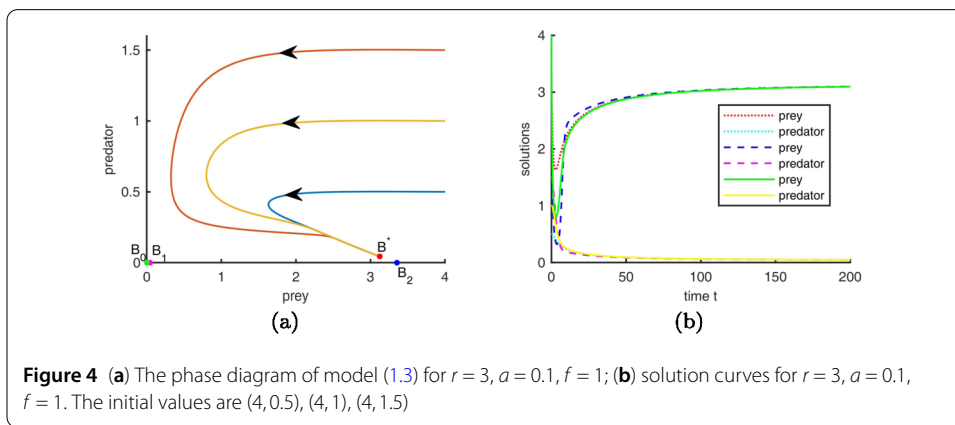 1.5
1
0.5
0
predator
B0 B1
B*
B2
0 1 2 3 4
prey
(a)
4
3
2
1
0
solutions
prey
predator
prey
predator
prey
predator
0 50 100 150 200
time t
(b)
Figure 4 (a) The phase diagram of model (1.3) for r = 3, a = 0.1, f = 1; (b) solution curves for r = 3, a = 0.1,
f = 1. The initial values are (4, 0.5), (4, 1), (4, 1.5)